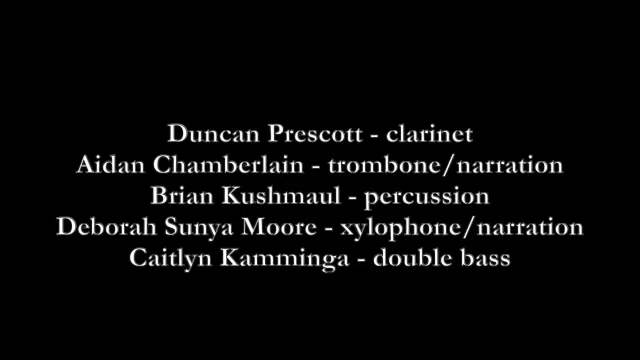 Duncan Prescott - clarinet
Aidan Chamberlain - trombone/narration
Brian Kushmaul - percussion
Deborah Sunya Moore - xylophone/narration
Caitlyn Kamminga - double bass